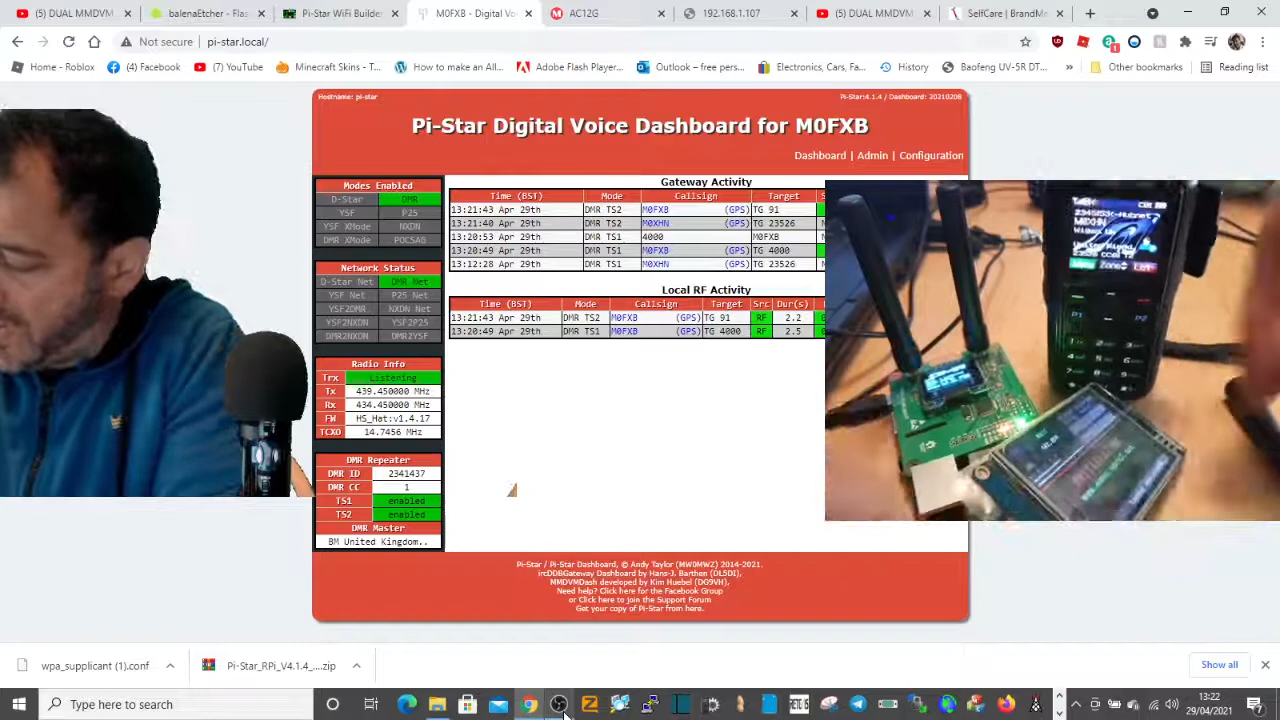 (5) DUAL MMDVM
balenaEtcher - F
Pi-Star WiFi Builder -
M0FXB - Digital Voi
AC12G
192.168.1.107
(5) DUAL MMDVM
SelfCare | BrandM
Not secure pi-star.local/
Home - Roblox
(4) Facebook
(7) YouTube
Minecraft Skins - T...
How to make an All...
Adobe Flash Player...
Outlook – free pers...
Electronics, Cars, Fa...
History
Baofeng UV-5R DT...
»
Other bookmarks
Reading list
Hostname: pi-star
Pi-Star:4.1.4 / Dashboard: 20210208
Pi-Star Digital Voice Dashboard for M0FXB
Dashboard | Admin | Configuration
Modes Enabled
D-Star DMR
YSF P25
YSF XMode NXDN
DMR XMode POCSAG
Network Status
D-Star Net DMR Net
YSF Net P25 Net
YSF2DMR NXDN Net
YSF2NXDN YSF2P25
DMR2NXDN DMR2YSF
Radio Info
Trx Listening
Tx 439.450000 MHz
Rx 434.450000 MHz
FW HS_Hat:v1.4.17
TCXO 14.7456 MHz
DMR Repeater
DMR ID 2341437
DMR CC 1
TS1 enabled
TS2 enabled
DMR Master
BM United Kingdom..
Gateway Activity
Time (BST) Mode Callsign Target S
13:21:43 Apr 29th DMR TS2 M0FXB (GPS) TG 91
13:21:40 Apr 29th DMR TS2 M0XHN (GPS) TG 23526
13:20:53 Apr 29th DMR TS1 4000 M0FXB
13:20:49 Apr 29th DMR TS1 M0FXB (GPS) TG 4000
13:12:28 Apr 29th DMR TS1 M0XHN (GPS) TG 23526
Local RF Activity
Time (BST) Mode Callsign Target Src Dur(s)
13:21:43 Apr 29th DMR TS2 M0FXB (GPS) TG 91 RF 2.2
13:20:49 Apr 29th DMR TS1 M0FXB (GPS) TG 4000 RF 2.5
Pi-Star / Pi-Star Dashboard, © Andy Taylor (MW0MWZ) 2014-2021.
ircDDBGateway Dashboard by Hans-J. Barthen (DL5DI),
MMDVMDash developed by Kim Huebel (DG9VH),
Need help? Click here for the Facebook Group
or Click here to join the Support Forum
Get your copy of Pi-Star from here.
wpa_supplicant (1).conf
Pi-Star_RPi_V4.1.4_....zip
Show all
Type here to search
13:22
29/04/2021